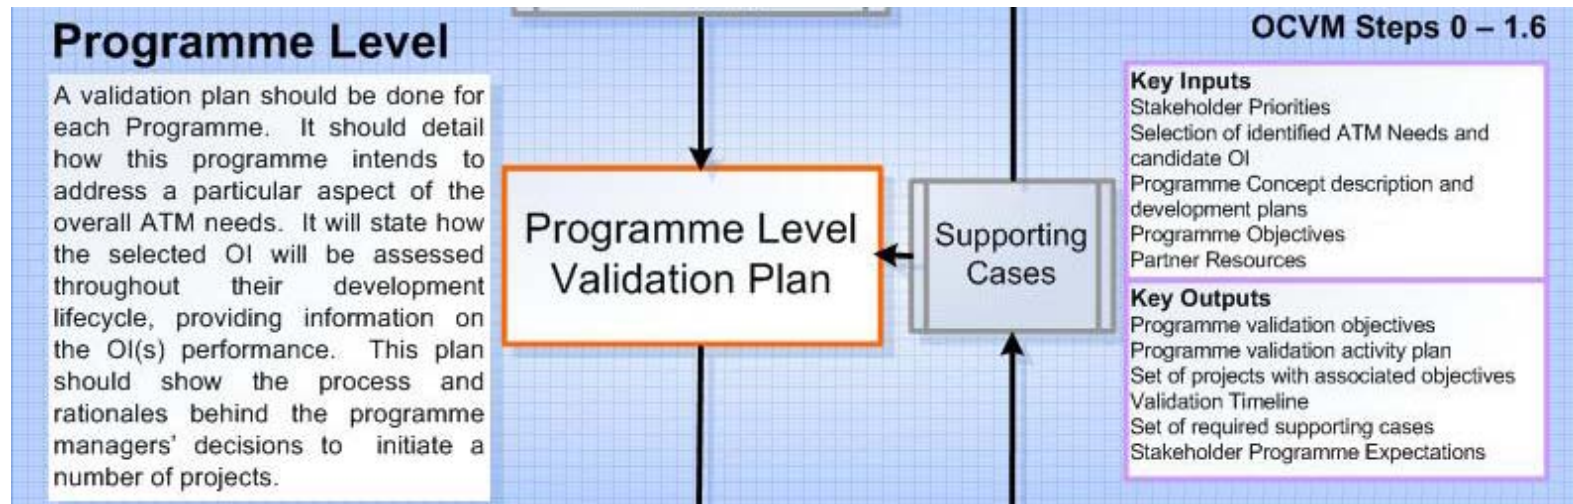 Programme Level
A validation plan should be done for
each Programme. It should detail
how this programme intends to
address a particular aspect of the
overall ATM needs. It will state how
the selected OI will be assessed
throughout their development
lifecycle, providing information on
the OI(s) performance. This plan
should show the process and
rationales behind the programme
managers' decisions to initiate a
number of projects.
Programme Level
Validation Plan
Supporting
Cases
OCVM Steps 0 – 1.6
Key Inputs
Stakeholder Priorities
Selection of identified ATM Needs and
candidate OI
Programme Concept description and
development plans
Programme Objectives
Partner Resources
Key Outputs
Programme validation objectives
Programme validation activity plan
Set of projects with associated objectives
Validation Timeline
Set of required supporting cases
Stakeholder Programme Expectations